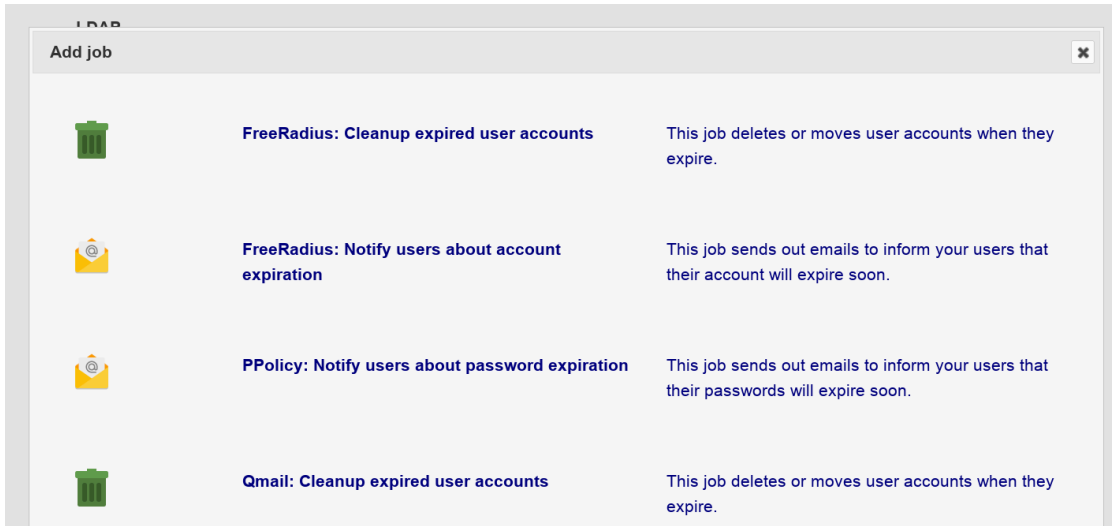 LDAP
Add job
FreeRadius: Cleanup expired user accounts
This job deletes or moves user accounts when they
expire.
FreeRadius: Notify users about account
expiration
This job sends out emails to inform your users that
their account will expire soon.
PPolicy: Notify users about password expiration
This job sends out emails to inform your users that
their passwords will expire soon.
Qmail: Cleanup expired user accounts
This job deletes or moves user accounts when they
expire.